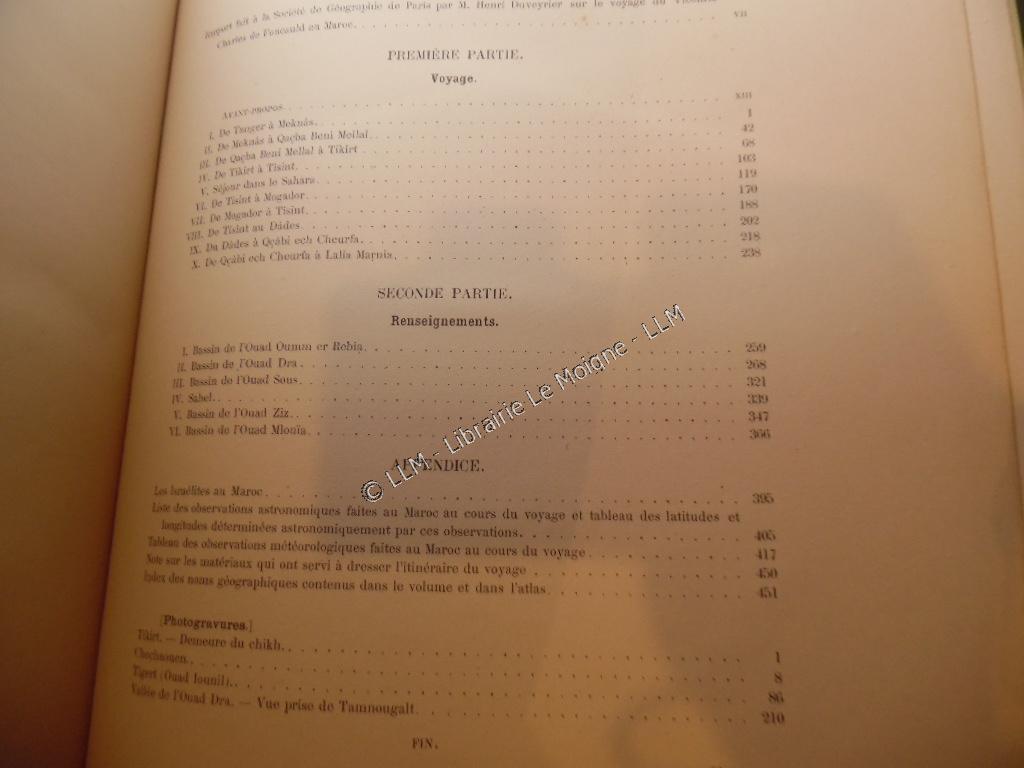 Rapport fait à la Société de Géographie de Paris par M. Henri Duveyrier sur le voyage du Vicomte
Charles de Foucauld au Maroc. VII
PREMIÈRE PARTIE.
Voyage.
AVANT-PROPOS. XIII
I. De Tanger à Meknâs. 1
II. De Meknâs à Qaçba Beni Mellal. 42
III. De Qaçba Beni Mellal à Tikirt 68
IV. De Tikirt à Tisint. 103
V. Séjour dans le Sahara. 119
VI. De Tisint à Mogador. 170
VII. De Mogador à Tisint. 188
VIII. De Tisint au Dâdes. 202
IX. Du Dâdes à Qçâbi ech Cheurfa. 218
X. De Qçâbi ech Cheurfa à Lalla Marnia. 238
SECONDE PARTIE.
Renseignements.
I. Bassin de l'Ouad Oumm er Rebia. 259
II. Bassin de l'Ouad Dra. 268
III. Bassin de l'Ouad Sous. 321
IV. Sahel. 339
V. Bassin de l'Ouad Ziz. 347
VI. Bassin de l'Ouad Mlouïa. 366
APPENDICE.
Les Israélites au Maroc. 395
Liste des observations astronomiques faites au Maroc au cours du voyage et tableau des latitudes et
longitudes déterminées astronomiquement par ces observations. 405
Tableau des observations météorologiques faites au Maroc au cours du voyage. 417
Note sur les matériaux qui ont servi à dresser l'itinéraire du voyage 450
Index des noms géographiques contenus dans le volume et dans l'atlas. 451
[Photogravures.]
Tikirt. — Demeure du chikh. 1
Chechaouen. 8
Tigert (Ouad Iounil). 86
Vallée de l'Ouad Dra. — Vue prise de Tamnougalt. 210
FIN.
© LLM - Librairie Le Moigne - LLM